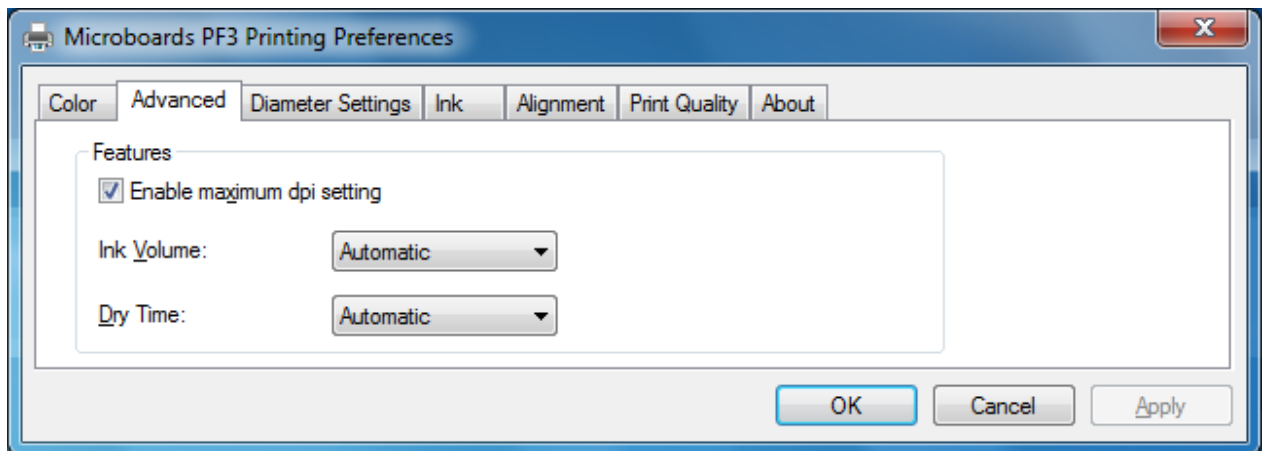 Microboards PF3 Printing Preferences
X
Color Advanced Diameter Settings Ink Alignment Print Quality About
Features
Enable maximum dpi setting
Ink Volume: Automatic
Dry Time: Automatic
OK Cancel Apply